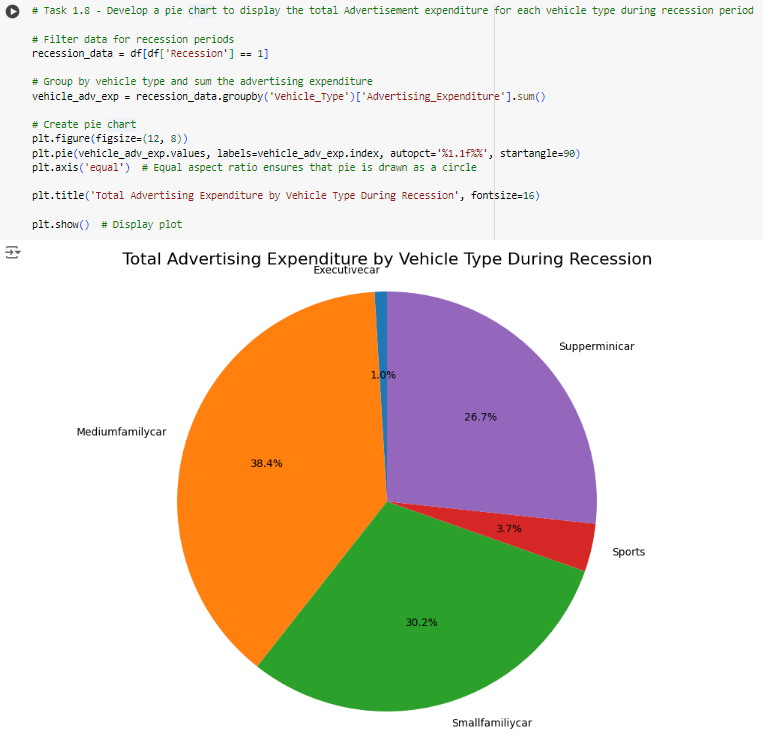 # Task 1.8 - Develop a pie chart to display the total Advertisement expenditure for each vehicle type during recession period
# Filter data for recession periods
recession_data = df[df['Recession'] == 1]
# Group by vehicle type and sum the advertising expenditure
vehicle_adv_exp = recession_data.groupby('Vehicle_Type')['Advertising_Expenditure'].sum()
# Create pie chart
plt.figure(figsize=(12, 8))
plt.pie(vehicle_adv_exp.values, labels=vehicle_adv_exp.index, autopct='%1.1f%%', startangle=90)
plt.axis('equal')  # Equal aspect ratio ensures that pie is drawn as a circle
plt.title('Total Advertising Expenditure by Vehicle Type During Recession', fontsize=16)
plt.show()  # Display plot
Total Advertising Expenditure by Vehicle Type During Recession
Executivecar
Supperminicar
1.0%
26.7%
Mediumfamilycar
38.4%
3.7%
Sports
30.2%
Smallfamiliycar